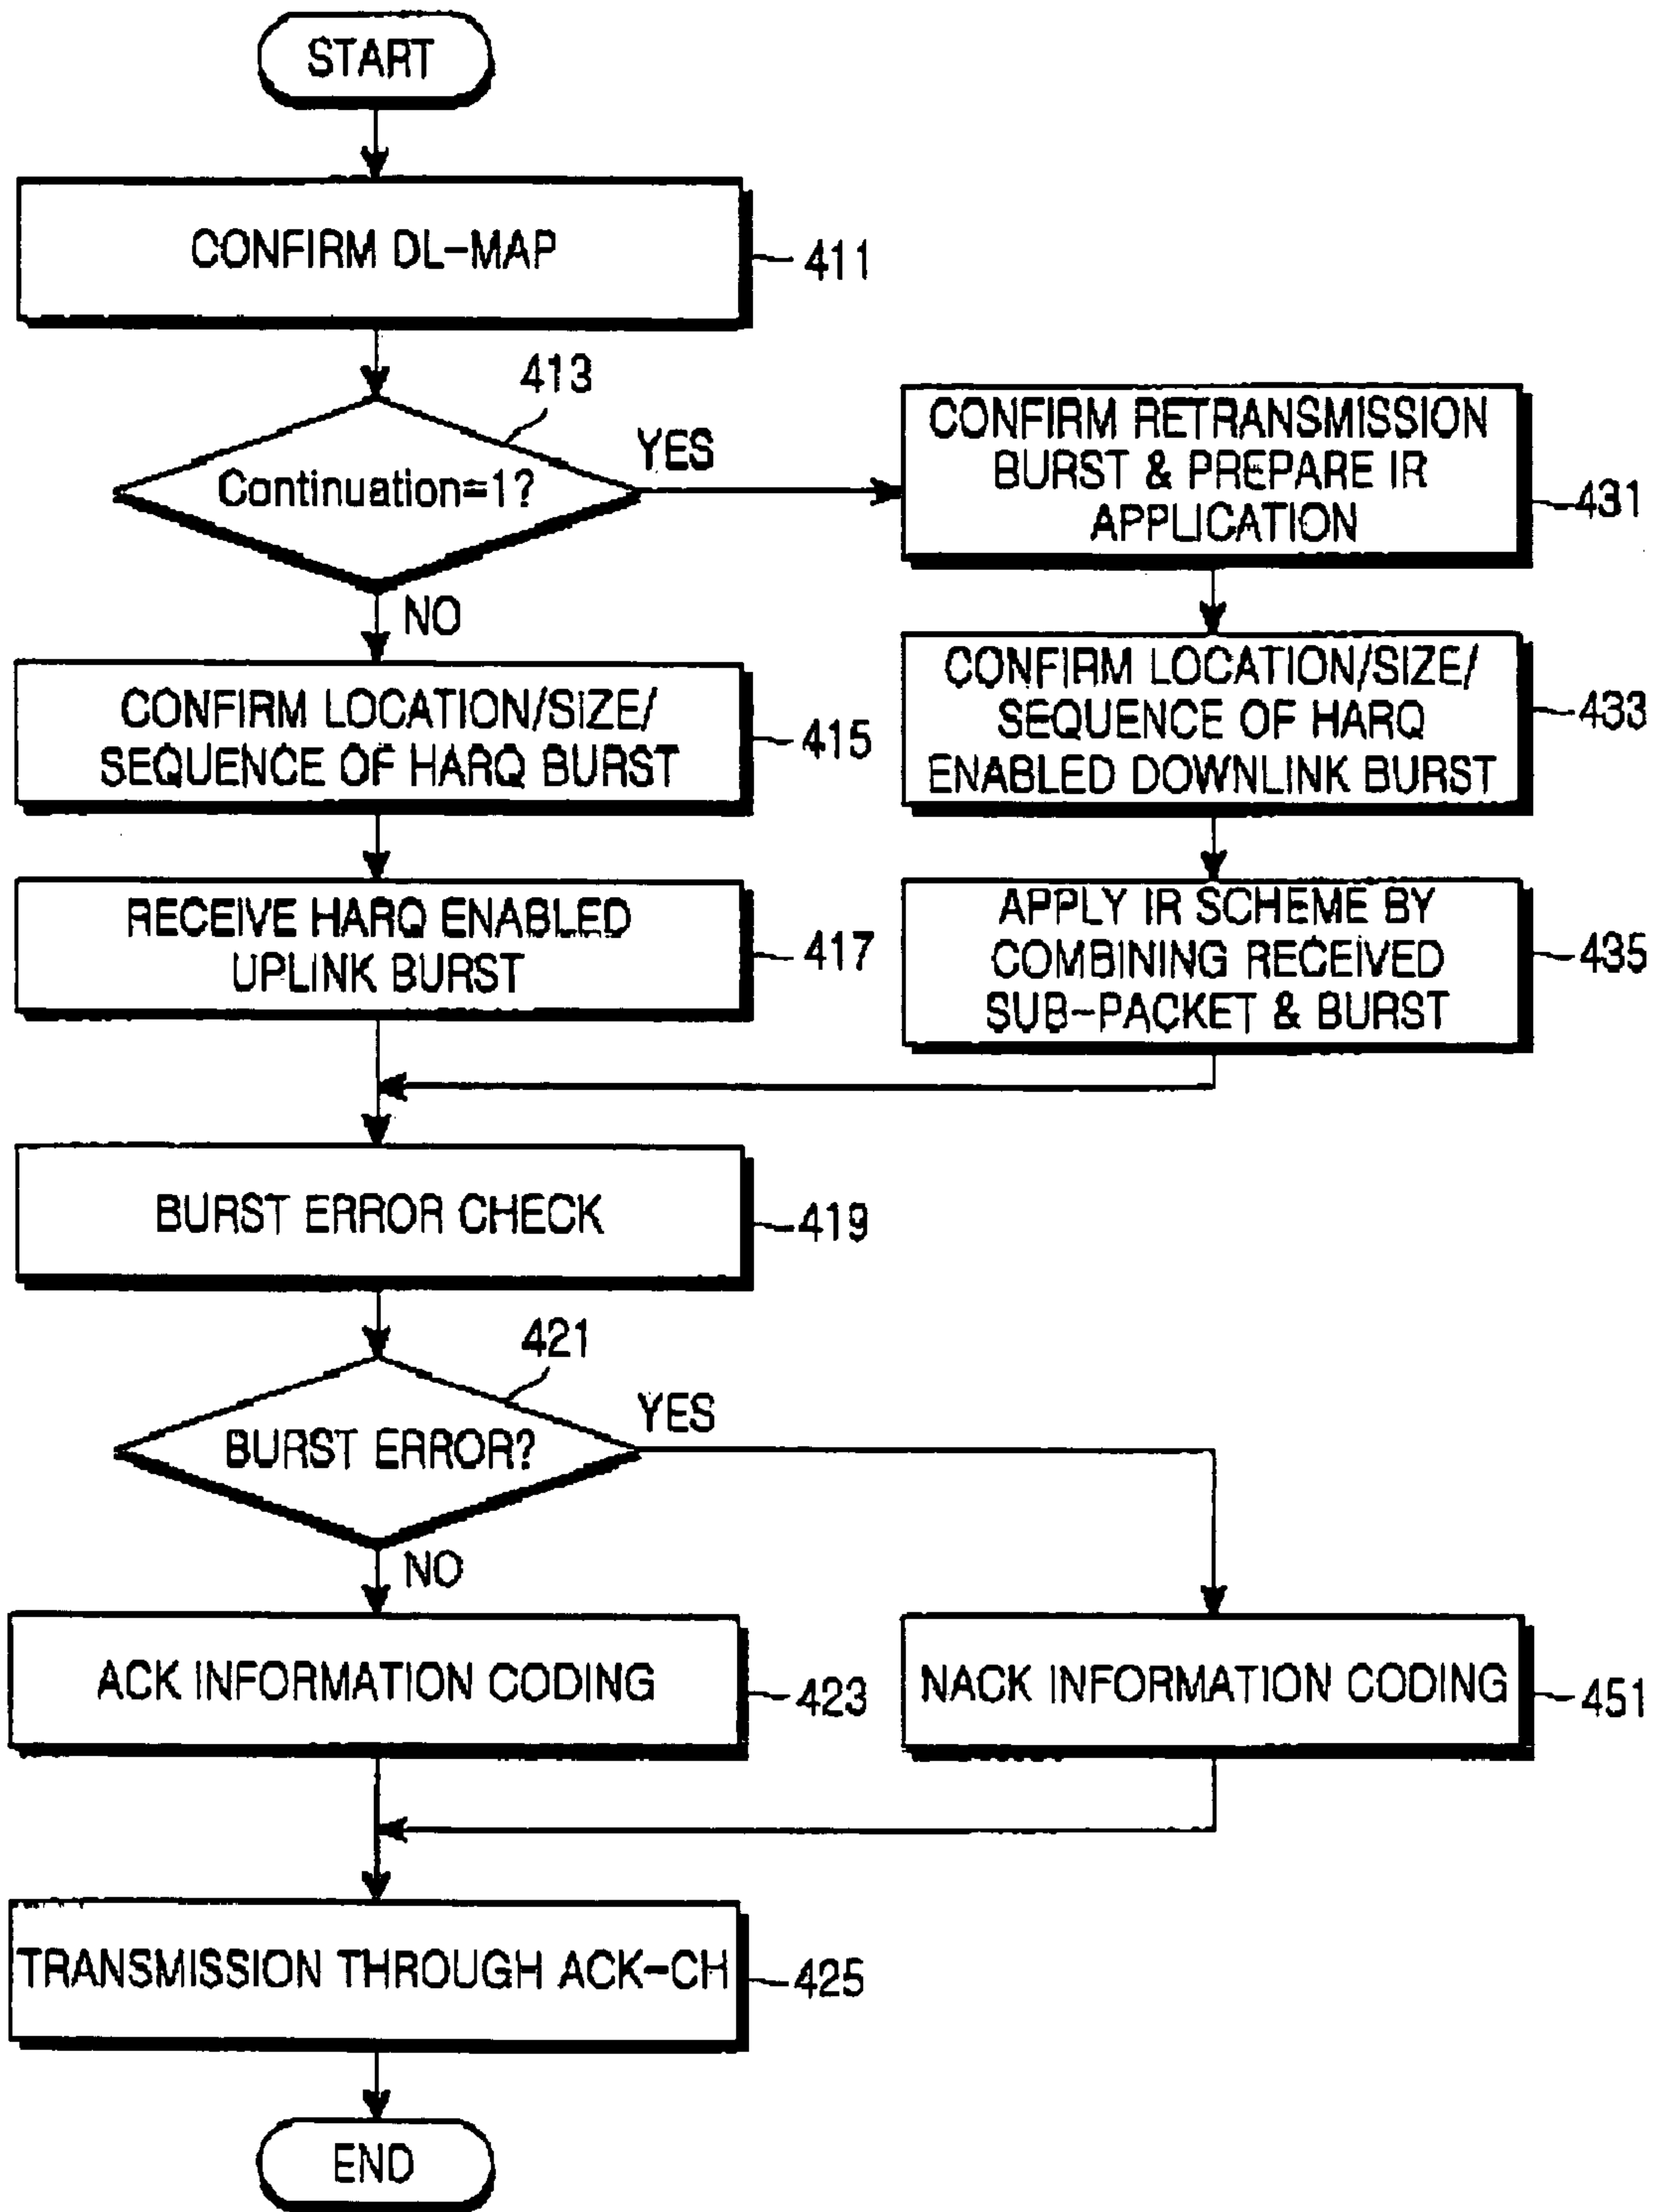 START
CONFIRM DL-MAP
411
413
Continuation=1?
YES
NO
CONFIRM RETRANSMISSION
BURST & PREPARE IR
APPLICATION
431
CONFIRM LOCATION/SIZE/
SEQUENCE OF HARQ BURST
415
CONFIRM LOCATION/SIZE/
SEQUENCE OF HARQ
ENABLED DOWNLINK BURST
433
RECEIVE HARQ ENABLED
UPLINK BURST
417
APPLY IR SCHEME BY
COMBINING RECEIVED
SUB-PACKET & BURST
435
BURST ERROR CHECK
419
421
BURST ERROR?
YES
NO
ACK INFORMATION CODING
423
NACK INFORMATION CODING
451
TRANSMISSION THROUGH ACK-CH
425
END